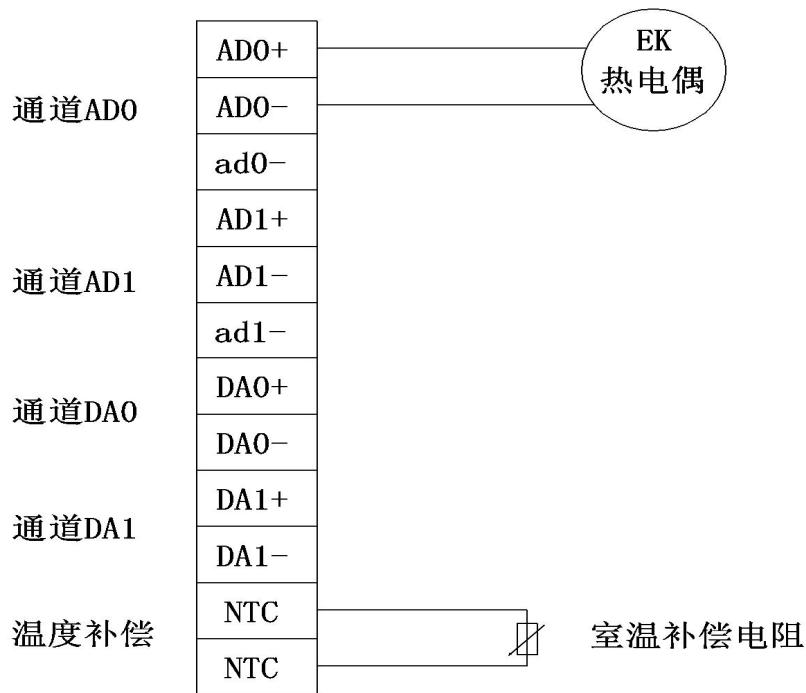 AD0+
EK
热电偶
通道AD0
AD0-
ad0-
AD1+
通道AD1
AD1-
ad1-
DA0+
通道DA0
DA0-
DA1+
通道DA1
DA1-
NTC
温度补偿
室温补偿电阻
NTC